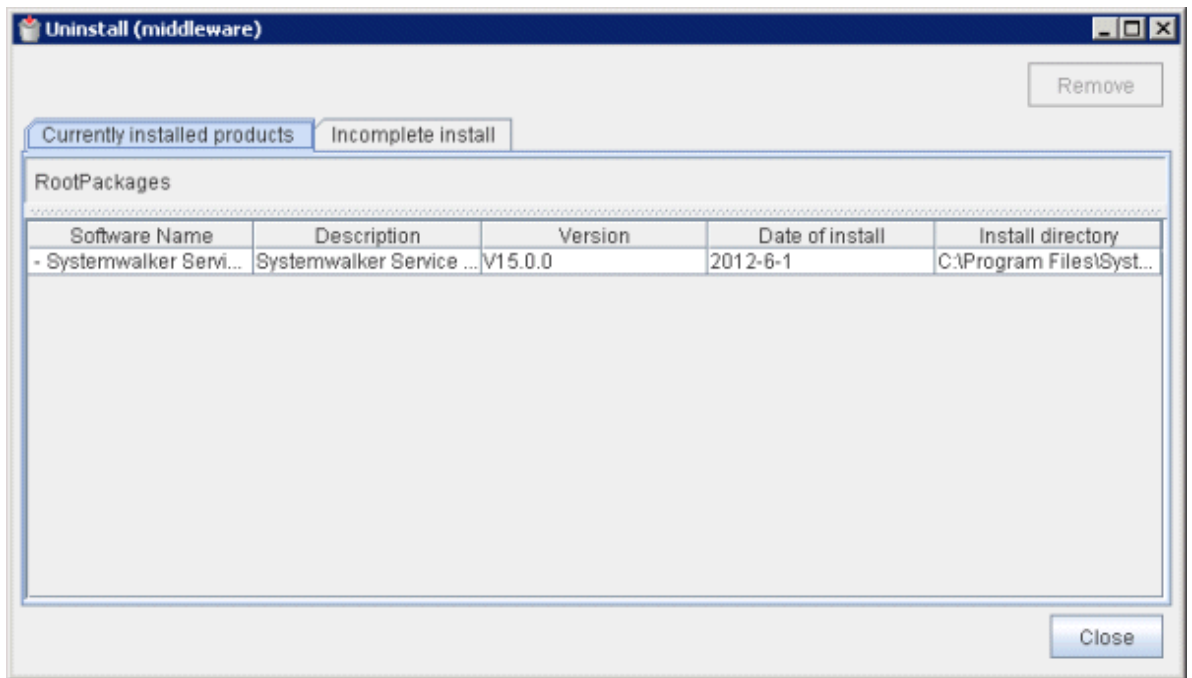 Uninstall (middleware)
Remove
Currently installed products Incomplete install
RootPackages
Software Name Description Version Date of install Install directory
- Systemwalker Servi... Systemwalker Service ... V15.0.0 2012-6-1 C:\Program Files\Syst...
Close